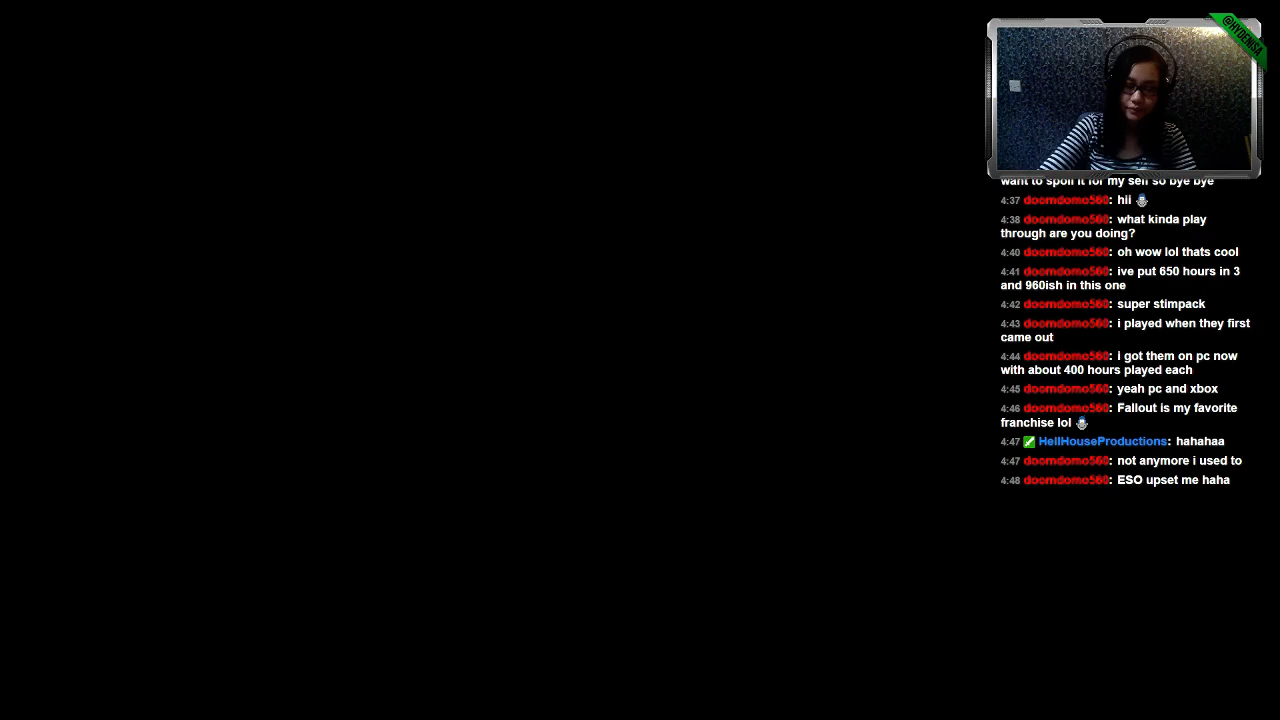 @HYDENISA
want to spoil it for my self so bye bye
4:37 doomdomo560: hii
4:38 doomdomo560: what kinda play
through are you doing?
4:40 doomdomo560: oh wow lol thats cool
4:41 doomdomo560: ive put 650 hours in 3
and 960ish in this one
4:42 doomdomo560: super stimpack
4:43 doomdomo560: i played when they first
came out
4:44 doomdomo560: i got them on pc now
with about 400 hours played each
4:45 doomdomo560: yeah pc and xbox
4:46 doomdomo560: Fallout is my favorite
franchise lol
4:47 HellHouseProductions: hahahaa
4:47 doomdomo560: not anymore i used to
4:48 doomdomo560: ESO upset me haha